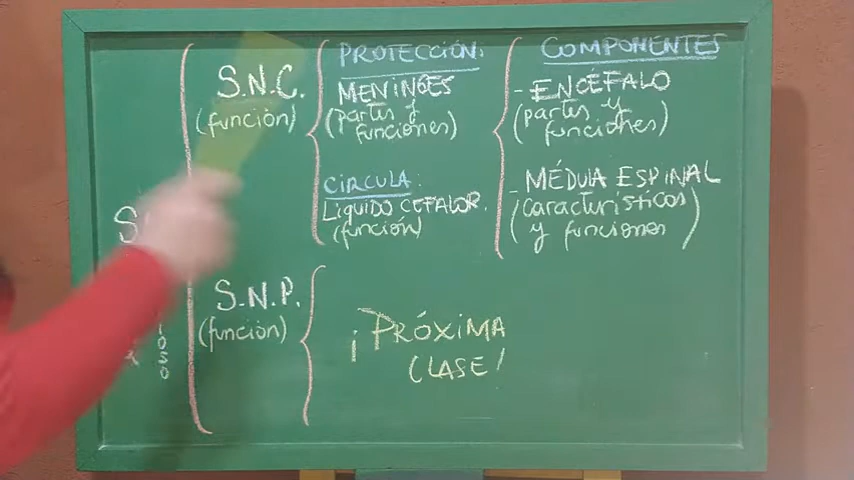 S.N.C.
(función)
PROTECCIÓN:
MENINGES
(partes y
funciones)
CIRCULA:
LÍQUIDO CEFALOR.
(función)
COMPONENTES
- ENCÉFALO
(partes y
funciones)
- MÉDULA ESPINAL
(características
y funciones)
S.N.P.
(función)
¡PRÓXIMA
CLASE!